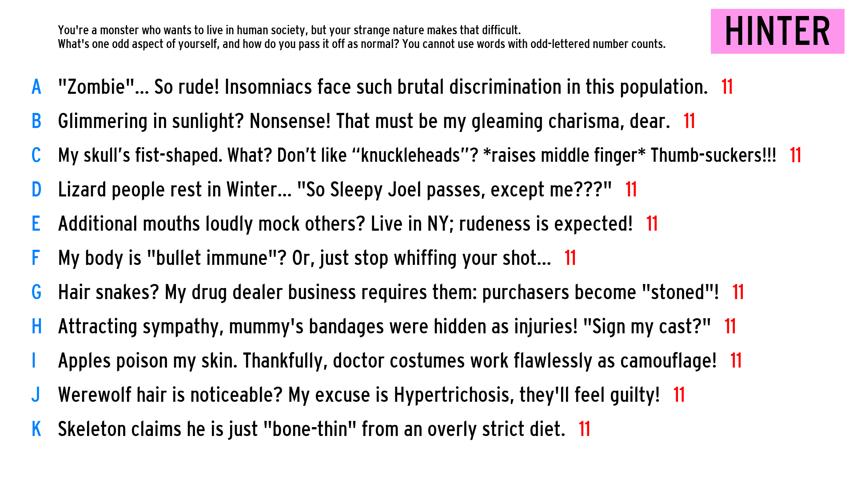 You're a monster who wants to live in human society, but your strange nature makes that difficult.
What's one odd aspect of yourself, and how do you pass it off as normal? You cannot use words with odd-lettered number counts.
HINTER
A "Zombie"... So rude! Insomniacs face such brutal discrimination in this population. 11
B Glimmering in sunlight? Nonsense! That must be my gleaming charisma, dear. 11
C My skull's fist-shaped. What? Don't like “knuckleheads”? *raises middle finger* Thumb-suckers!!! 11
D Lizard people rest in Winter... "So Sleepy Joel passes, except me???" 11
E Additional mouths loudly mock others? Live in NY; rudeness is expected! 11
F My body is "bullet immune"? Or, just stop whiffing your shot... 11
G Hair snakes? My drug dealer business requires them: purchasers become "stoned"! 11
H Attracting sympathy, mummy's bandages were hidden as injuries! "Sign my cast?" 11
I Apples poison my skin. Thankfully, doctor costumes work flawlessly as camouflage! 11
J Werewolf hair is noticeable? My excuse is Hypertrichosis, they'll feel guilty! 11
K Skeleton claims he is just "bone-thin" from an overly strict diet. 11